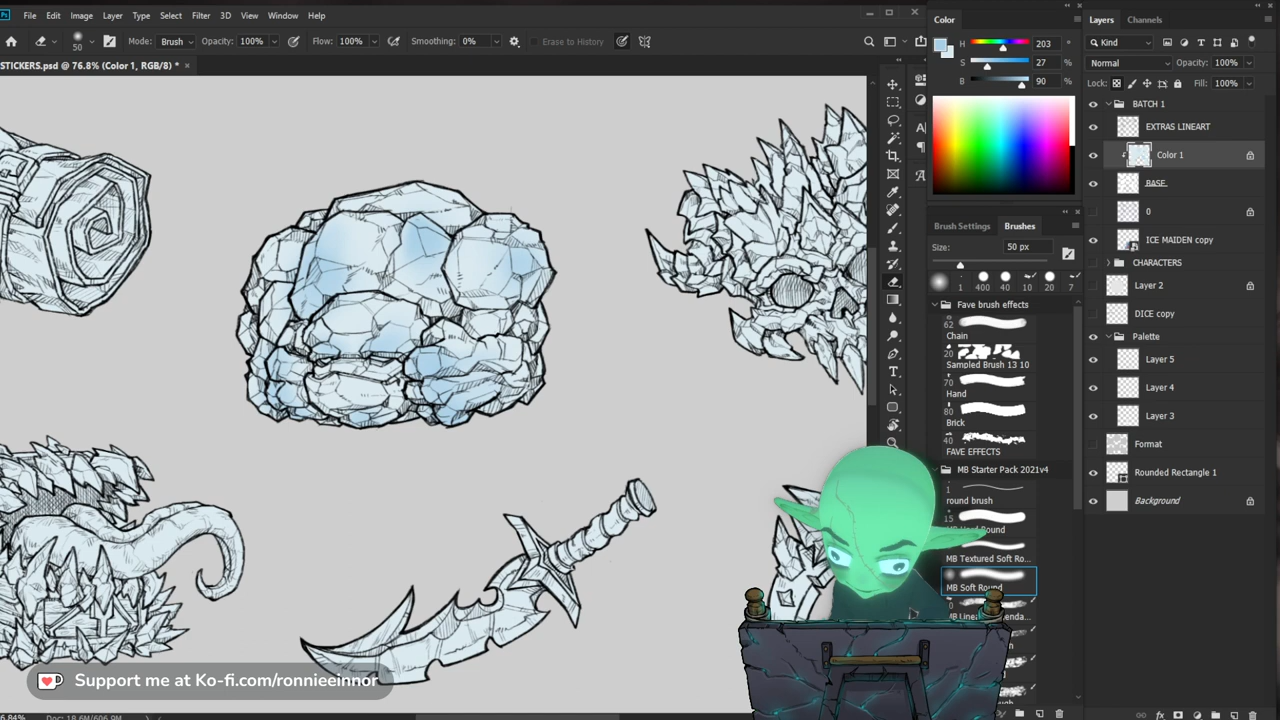 File Edit Image Layer Type Select Filter 3D View Window Help
50 Mode: Brush Opacity: 100% Flow: 100% Smoothing: 0% Erase to History
STICKERS.psd @ 76.8% (Color 1, RGB/8) * ×
Color
H 203 °
S 27 %
B 90 %
Brush Settings Brushes
Size: 50 px
1 400 40 10 20 7
Fave brush effects
62
Chain
20
Sampled Brush 13 10
70
Hand
80
Brick
40
FAVE EFFECTS
MB Starter Pack 2021v4
1
round brush
15
MB Textured Soft Ro...
MB Soft Round
Layers Channels
Kind
Normal Opacity: 100%
Lock: Fill: 100%
BATCH 1
EXTRAS LINEART
Color 1
BASE
0
ICE MAIDEN copy
CHARACTERS
Layer 2
DICE copy
Palette
Layer 5
Layer 4
Layer 3
Format
Rounded Rectangle 1
Background
Support me at Ko-fi.com/ronnieeinnor